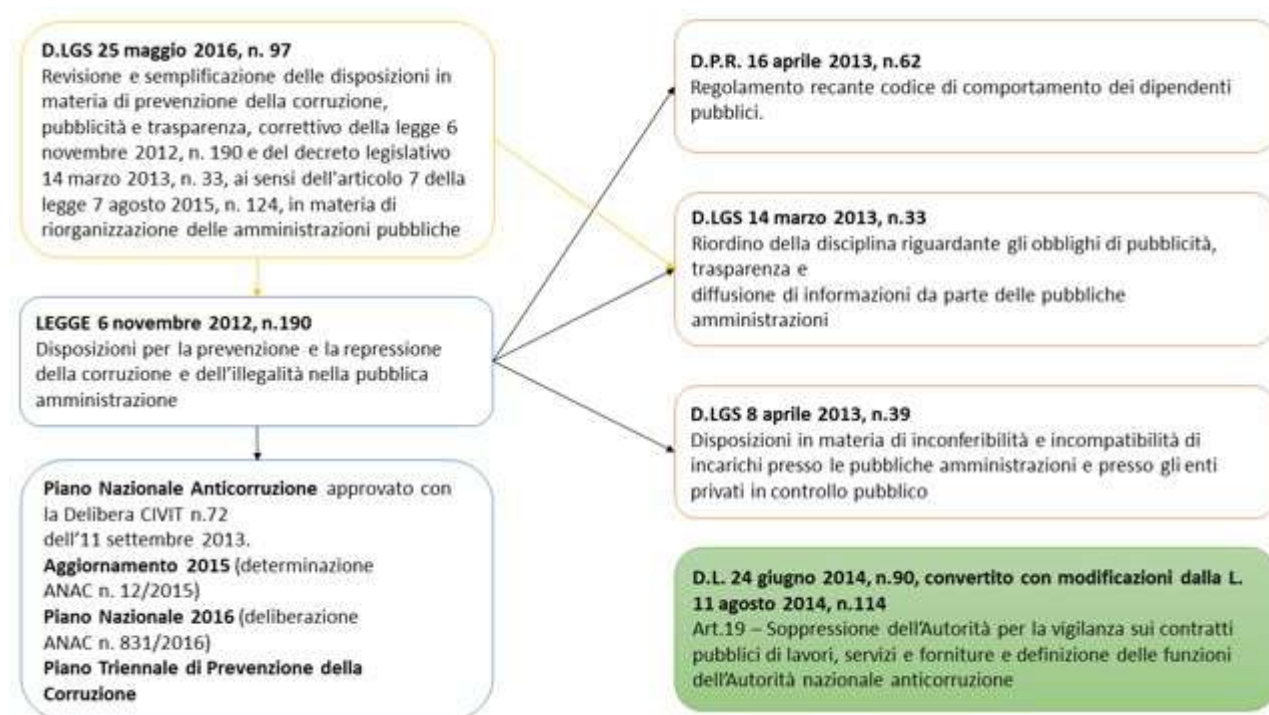 D.LGS 25 maggio 2016, n. 97
Revisione e semplificazione delle disposizioni in
materia di prevenzione della corruzione,
pubblicità e trasparenza, correttivo della legge 6
novembre 2012, n. 190 e del decreto legislativo
14 marzo 2013, n. 33, ai sensi dell'articolo 7 della
legge 7 agosto 2015, n. 124, in materia di
riorganizzazione delle amministrazioni pubbliche
LEGGE 6 novembre 2012, n.190
Disposizioni per la prevenzione e la repressione
della corruzione e dell'illegalità nella pubblica
amministrazione
Piano Nazionale Anticorruzione approvato con
la Delibera CIVIT n.72
dell'11 settembre 2013.
Aggiornamento 2015 (determinazione
ANAC n. 12/2015)
Piano Nazionale 2016 (deliberazione
ANAC n. 831/2016)
Piano Triennale di Prevenzione della
Corruzione
D.P.R. 16 aprile 2013, n.62
Regolamento recante codice di comportamento dei dipendenti
pubblici.
D.LGS 14 marzo 2013, n.33
Riordino della disciplina riguardante gli obblighi di pubblicità,
trasparenza e
diffusione di informazioni da parte delle pubbliche
amministrazioni
D.LGS 8 aprile 2013, n.39
Disposizioni in materia di inconferibilità e incompatibilità di
incarichi presso le pubbliche amministrazioni e presso gli enti
privati in controllo pubblico
D.L. 24 giugno 2014, n.90, convertito con modificazioni dalla L.
11 agosto 2014, n.114
Art.19 – Soppressione dell'Autorità per la vigilanza sui contratti
pubblici di lavori, servizi e forniture e definizione delle funzioni
dell'Autorità nazionale anticorruzione